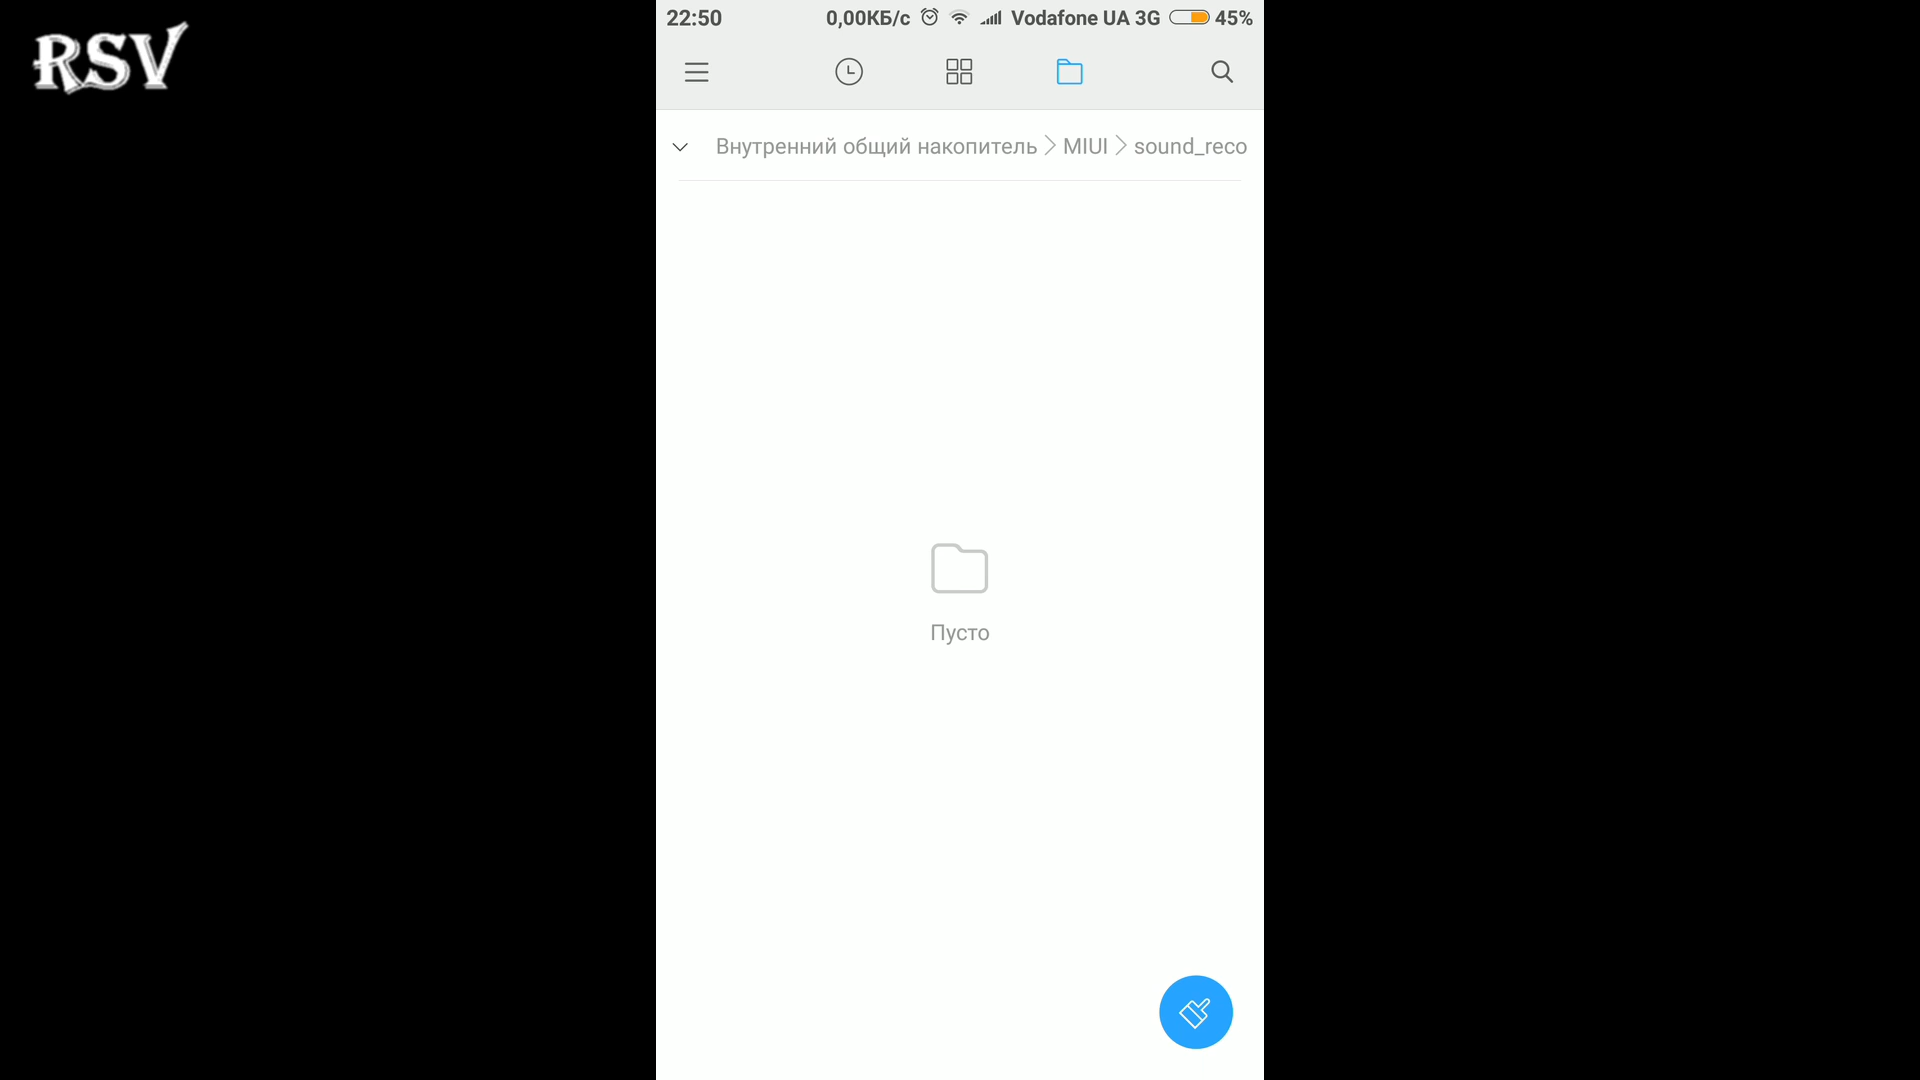 RSV
22:50 0,00КБ/с Vodafone UA 3G 45%
Внутренний общий накопитель MIUI sound_reco
Пусто